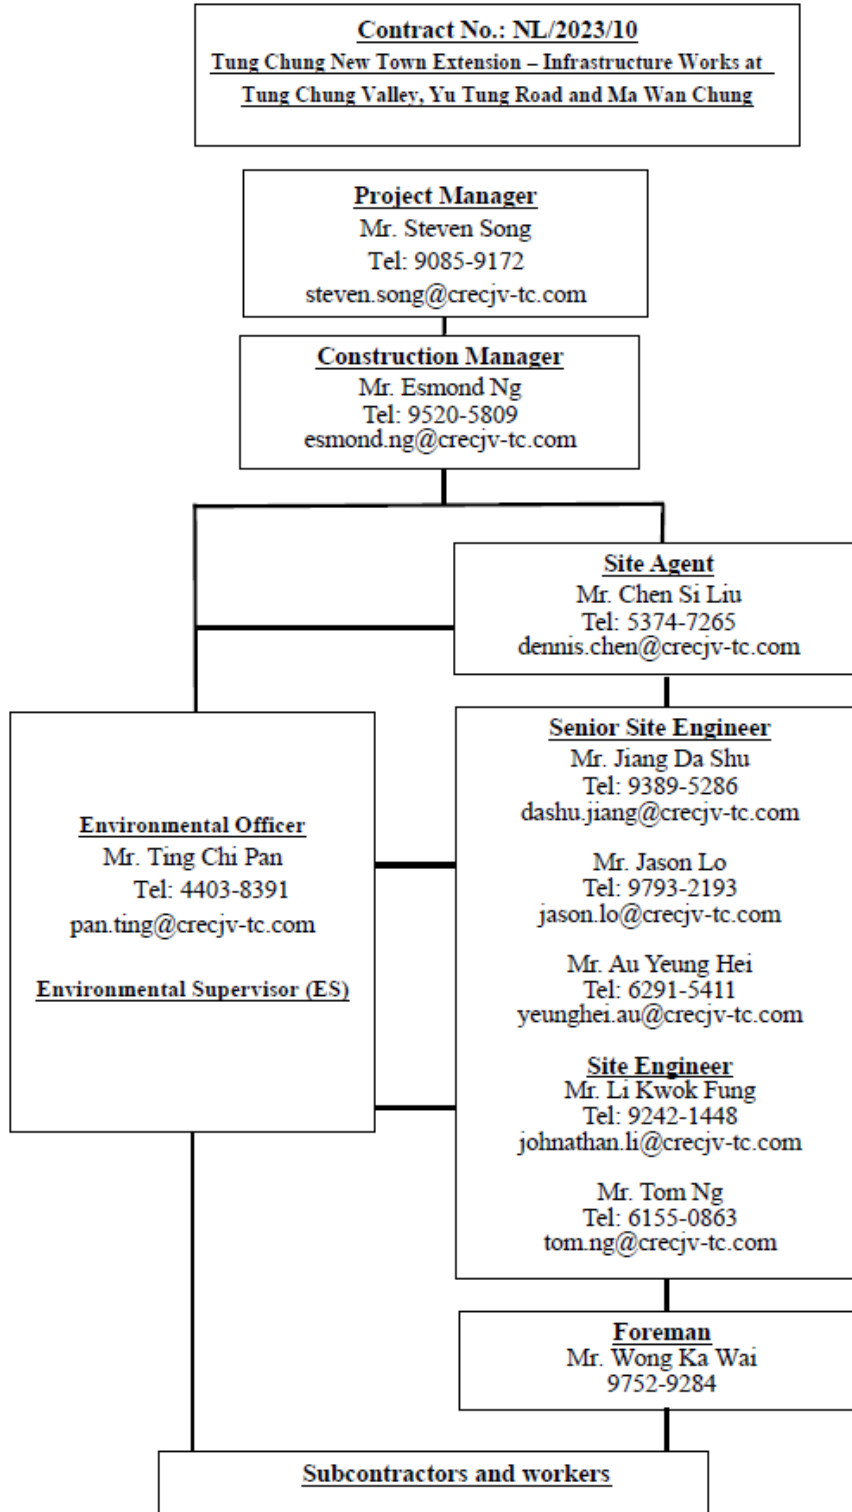 Contract No.: NL/2023/10
Tung Chung New Town Extension – Infrastructure Works at
Tung Chung Valley, Yu Tung Road and Ma Wan Chung
Project Manager
Mr. Steven Song
Tel: 9085-9172
steven.song@crecjv-tc.com
Construction Manager
Mr. Esmond Ng
Tel: 9520-5809
esmond.ng@crecjv-tc.com
Site Agent
Mr. Chen Si Liu
Tel: 5374-7265
dennis.chen@crecjv-tc.com
Environmental Officer
Mr. Ting Chi Pan
Tel: 4403-8391
pan.ting@crecjv-tc.com
Environmental Supervisor (ES)
Senior Site Engineer
Mr. Jiang Da Shu
Tel: 9389-5286
dashu.jiang@crecjv-tc.com
Mr. Jason Lo
Tel: 9793-2193
jason.lo@crecjv-tc.com
Mr. Au Yeung Hei
Tel: 6291-5411
yeunghei.au@crecjv-tc.com
Site Engineer
Mr. Li Kwok Fung
Tel: 9242-1448
johnathan.li@crecjv-tc.com
Mr. Tom Ng
Tel: 6155-0863
tom.ng@crecjv-tc.com
Foreman
Mr. Wong Ka Wai
9752-9284
Subcontractors and workers